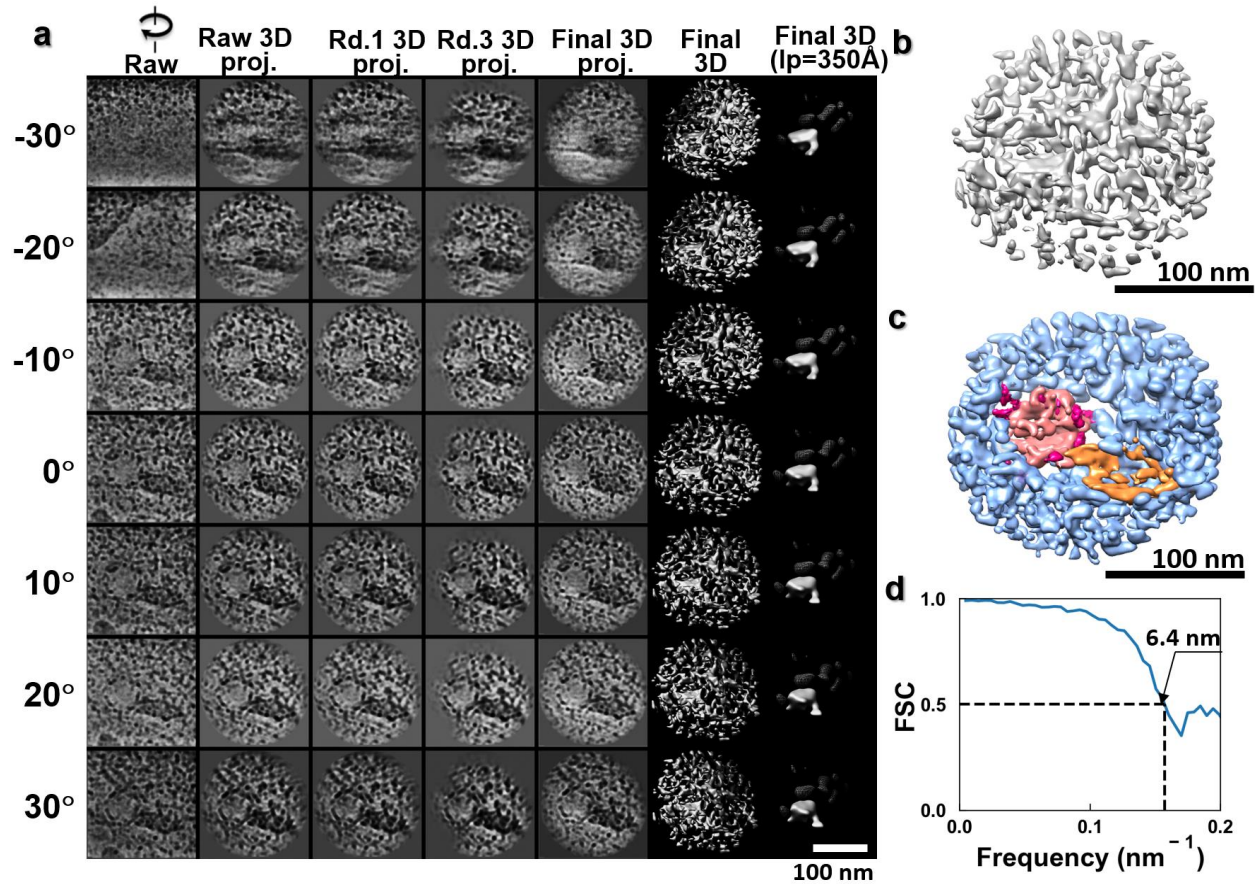 a
Raw
Raw 3D
proj.
Rd.1 3D
proj.
Rd.3 3D
proj.
Final 3D
proj.
Final
3D
Final 3D
(lp=350Å)
-30°
-20°
-10°
0°
10°
20°
30°
100 nm
b
100 nm
c
100 nm
d
1.0
0.5
0.0
FSC
6.4 nm
0.0
0.1
0.2
Frequency (nm⁻¹)